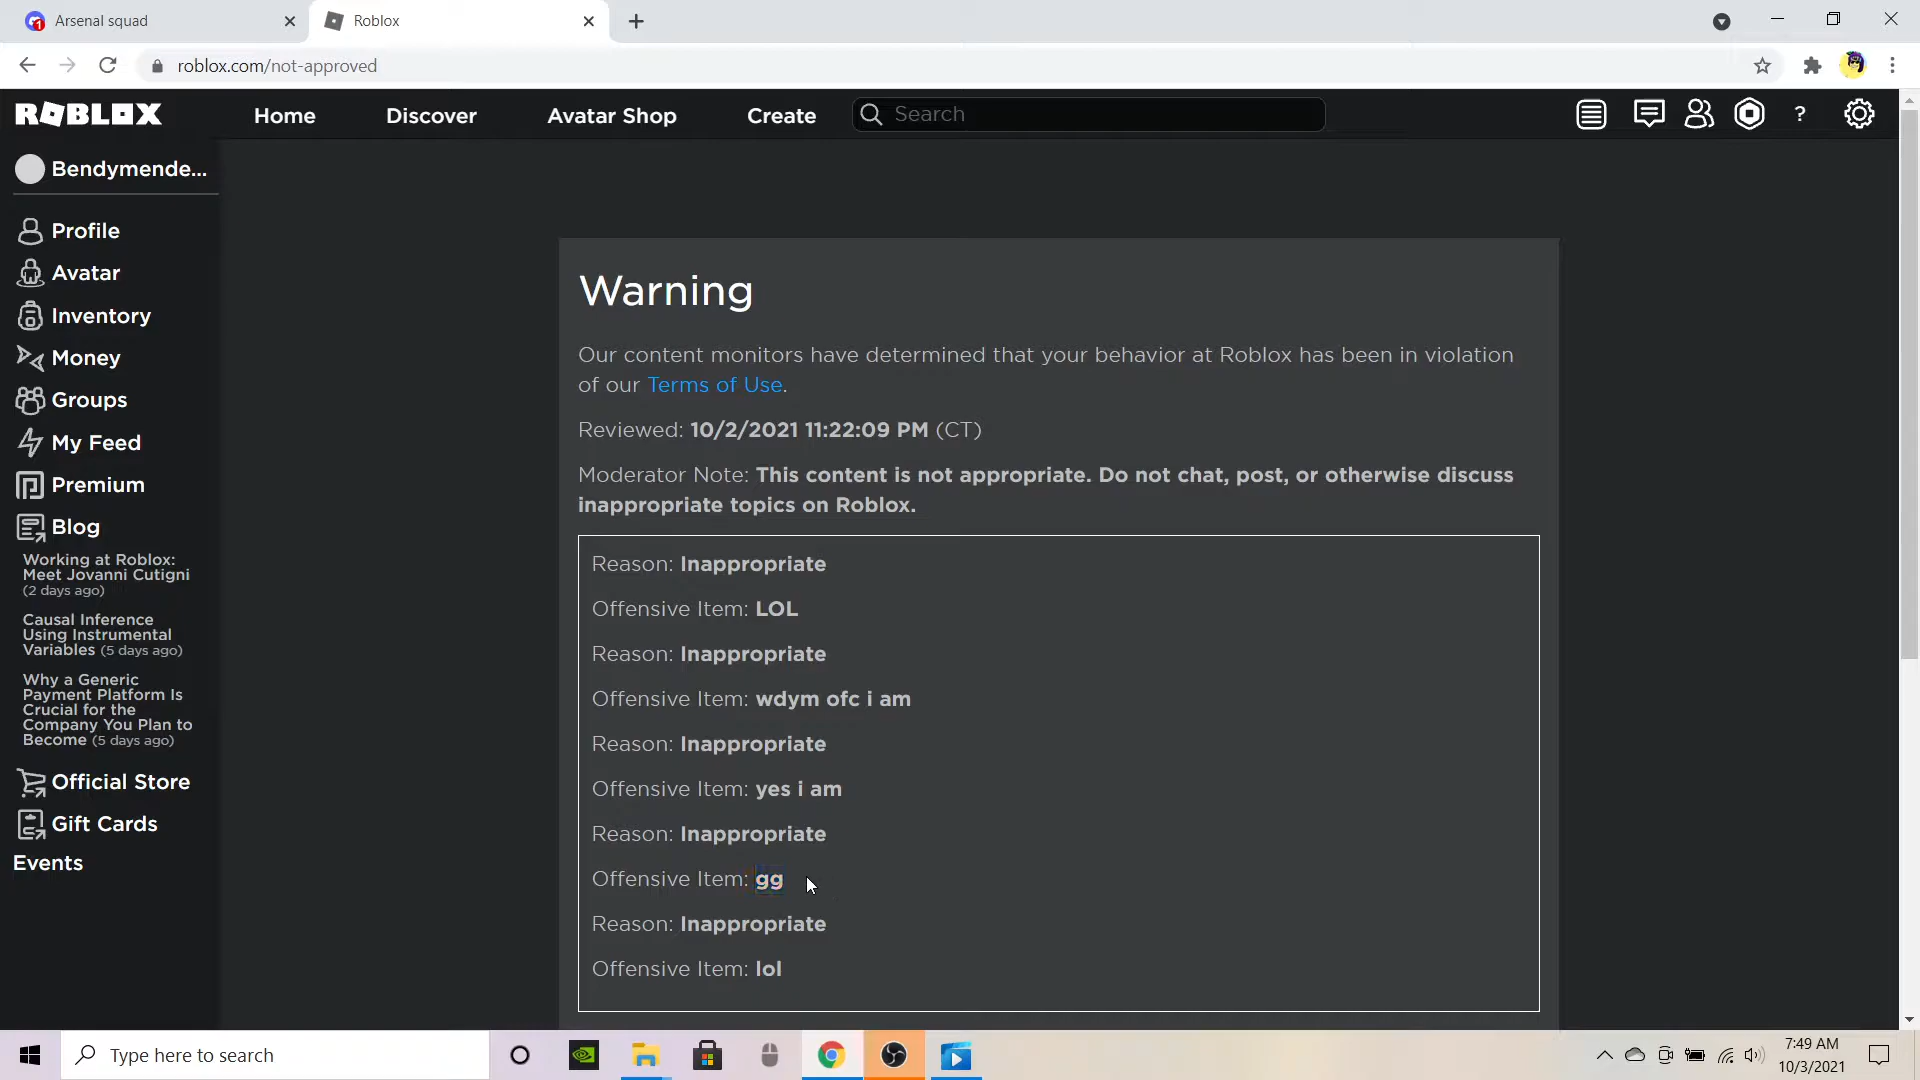 Arsenal squad
Roblox
roblox.com/not-approved
ROBLOX
Home
Discover
Avatar Shop
Create
Search
?
Bendymende...
Profile
Avatar
Inventory
Money
Groups
My Feed
Premium
Blog
Working at Roblox:
Meet Jovanni Cutigni
(2 days ago)
Causal Inference
Using Instrumental
Variables (5 days ago)
Why a Generic
Payment Platform Is
Crucial for the
Company You Plan to
Become (5 days ago)
Official Store
Gift Cards
Events
Warning
Our content monitors have determined that your behavior at Roblox has been in violation
of our Terms of Use.
Reviewed: 10/2/2021 11:22:09 PM (CT)
Moderator Note: This content is not appropriate. Do not chat, post, or otherwise discuss
inappropriate topics on Roblox.
Reason: Inappropriate
Offensive Item: LOL
Reason: Inappropriate
Offensive Item: wdym ofc i am
Reason: Inappropriate
Offensive Item: yes i am
Reason: Inappropriate
Offensive Item: gg
Reason: Inappropriate
Offensive Item: lol
Type here to search
7:49 AM
10/3/2021